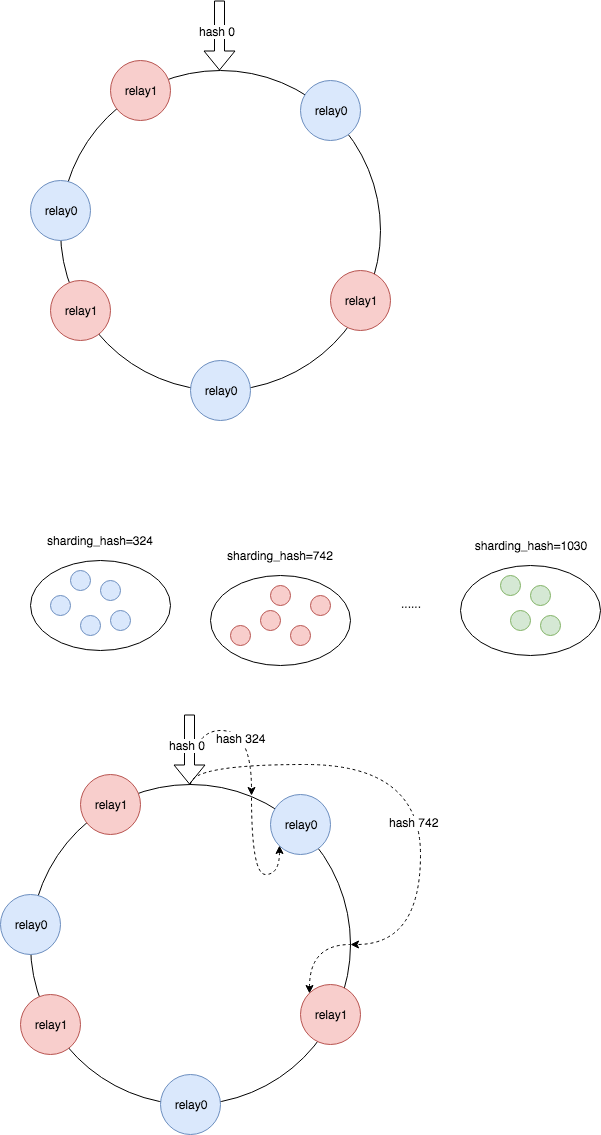 hash 0
relay1
relay0
relay0
relay1
relay1
relay0
sharding_hash=324
sharding_hash=742
sharding_hash=1030
......
hash 0
hash 324
relay1
relay0
hash 742
relay0
relay1
relay1
relay0